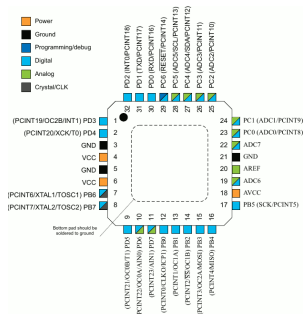 Power
Ground
Programming/debug
Digital
Analog
Crystal/CLK
PD2 (INT0/PCINT18)
PD1 (TXD/PCINT17)
PD0 (RXD/PCINT16)
PC6 (RESET/PCINT14)
PC5 (ADC5/SCL/PCINT13)
PC4 (ADC4/SDA/PCINT12)
PC3 (ADC3/PCINT11)
PC2 (ADC2/PCINT10)
32 31 30 29 28 27 26 25
(PCINT19/OC2B/INT1) PD3 1
(PCINT20/XCK/T0) PD4 2
GND 3
VCC 4
GND 5
VCC 6
(PCINT6/XTAL1/TOSC1) PB6 7
(PCINT7/XTAL2/TOSC2) PB7 8
24 PC1 (ADC1/PCINT9)
23 PC0 (ADC0/PCINT8)
22 ADC7
21 GND
20 AREF
19 ADC6
18 AVCC
17 PB5 (SCK/PCINT5)
Bottom pad should be
soldered to ground
9 10 11 12 13 14 15 16
(PCINT21/OC0B/T1) PD5
(PCINT22/OC0A/AIN0) PD6
(PCINT23/AIN1) PD7
(PCINT0/CLKO/ICP1) PB0
(PCINT1/OC1A) PB1
(PCINT2/SS/OC1B) PB2
(PCINT3/OC2A/MOSI) PB3
(PCINT4/MISO) PB4